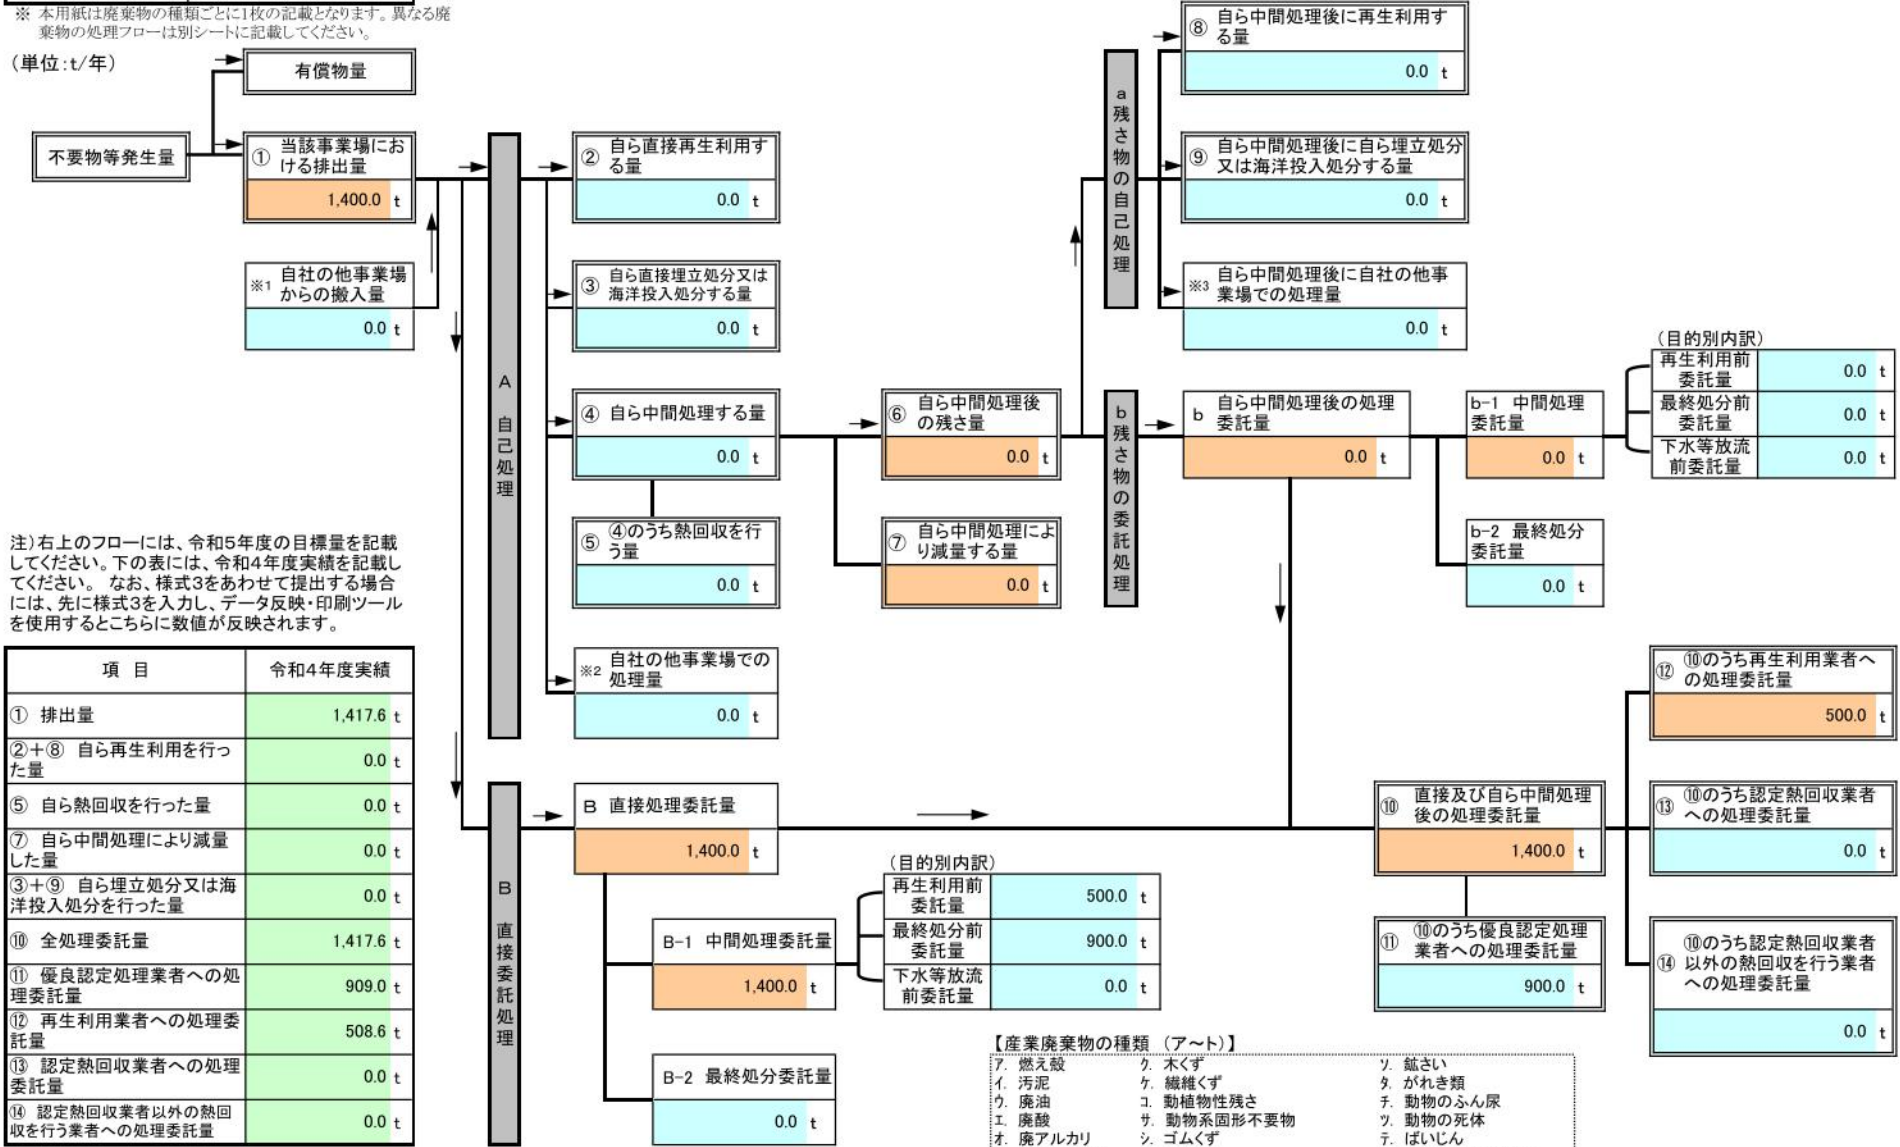 ※ 本用紙は廃棄物の種類ごとに1枚の記載となります。異なる廃
棄物の処理フローは別シートに記載してください。
(単位:t/年)
有償物量
不要物等発生量
① 当該事業場にお
ける排出量
1,400.0 t
※1 自社の他事業場
からの搬入量
0.0 t
A 自己処理
② 自ら直接再生利用す
る量
0.0 t
③ 自ら直接埋立処分又は
海洋投入処分する量
0.0 t
④ 自ら中間処理する量
0.0 t
⑤ ④のうち熱回収を行
う量
0.0 t
※2 自社の他事業場での
処理量
0.0 t
⑥ 自ら中間処理後
の残さ量
0.0 t
⑦ 自ら中間処理によ
り減量する量
0.0 t
a 残さ物の自己処理
⑧ 自ら中間処理後に再生利用す
る量
0.0 t
⑨ 自ら中間処理後に自ら埋立処分
又は海洋投入処分する量
0.0 t
※3 自ら中間処理後に自社の他事
業場での処理量
0.0 t
b 残さ物の委託処理
b 自ら中間処理後の処理
委託量
0.0 t
b-1 中間処理
委託量
0.0 t
b-2 最終処分
委託量
0.0 t
(目的別内訳)
再生利用前
委託量
0.0 t
最終処分前
委託量
0.0 t
下水等放流
前委託量
0.0 t
注)右上のフローには、令和5年度の目標量を記載
してください。下の表には、令和4年度実績を記載し
てください。 なお、様式3をあわせて提出する場合
には、先に様式3を入力し、データ反映・印刷ツール
を使用するとこちらに数値が反映されます。
項 目 令和4年度実績
① 排出量 1,417.6 t
②+⑧ 自ら再生利用を行っ
た量 0.0 t
⑤ 自ら熱回収を行った量 0.0 t
⑦ 自ら中間処理により減量
した量 0.0 t
③+⑨ 自ら埋立処分又は海
洋投入処分を行った量 0.0 t
⑩ 全処理委託量 1,417.6 t
⑪ 優良認定処理業者への処
理委託量 909.0 t
⑫ 再生利用業者への処理委
託量 508.6 t
⑬ 認定熱回収業者への処理
委託量 0.0 t
⑭ 認定熱回収業者以外の熱回
収を行う業者への処理委託量 0.0 t
B 直接委託処理
B 直接処理委託量
1,400.0 t
B-1 中間処理委託量
1,400.0 t
B-2 最終処分委託量
0.0 t
(目的別内訳)
再生利用前
委託量
500.0 t
最終処分前
委託量
900.0 t
下水等放流
前委託量
0.0 t
⑩ 直接及び自ら中間処理
後の処理委託量
1,400.0 t
⑪ ⑩のうち優良認定処理
業者への処理委託量
900.0 t
⑫ ⑩のうち再生利用業者へ
の処理委託量
500.0 t
⑬ ⑩のうち認定熱回収業者
への処理委託量
0.0 t
⑭ ⑩のうち認定熱回収業者
以外の熱回収を行う業者
への処理委託量
0.0 t
【産業廃棄物の種類 (ア~ト)】
ア. 燃え殻 ク. 木くず ソ. 鉱さい
イ. 汚泥 ケ. 繊維くず タ. がれき類
ウ. 廃油 コ. 動植物性残さ チ. 動物のふん尿
エ. 廃酸 サ. 動物系固形不要物 ツ. 動物の死体
オ. 廃アルカリ シ. ゴムくず テ. ばいじん